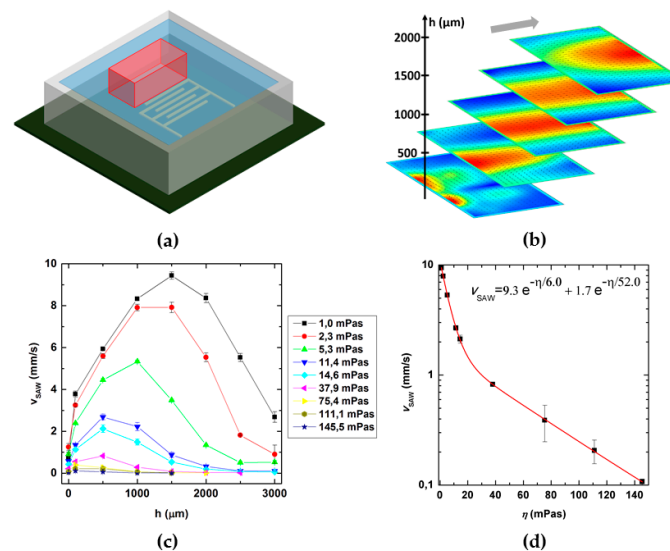 h (µm)
2000
1500
1000
500
(a)
(b)
10
8
6
4
2
0
v_SAW (mm/s)
0
1000
2000
3000
h (µm)
1,0 mPas
2,3 mPas
5,3 mPas
11,4 mPas
14,6 mPas
37,9 mPas
75,4 mPas
111,1 mPas
145,5 mPas
10
1
0,1
v_SAW (mm/s)
v_SAW=9.3 e^-η/6.0 + 1.7 e^-η/52.0
0 20 40 60 80 100 120 140
η (mPas)
(c)
(d)